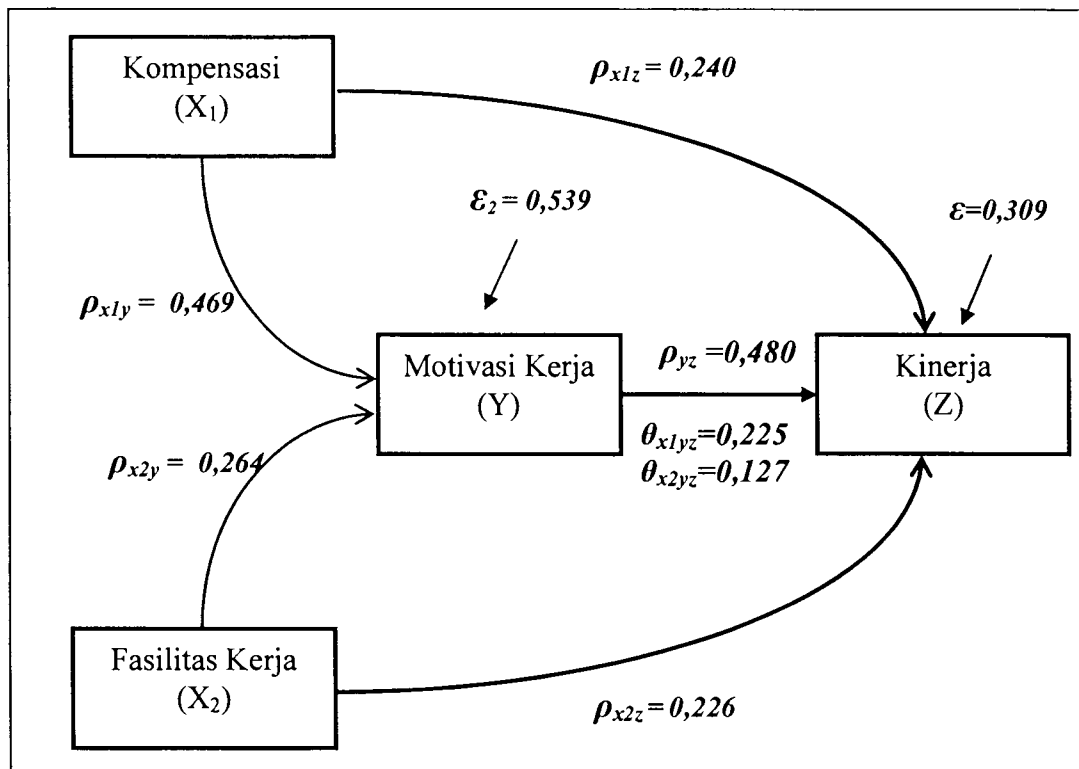 Kompensasi
(X₁)
ρx1z = 0,240
ε₂ = 0,539
ε=0,309
ρx1y = 0,469
Motivasi Kerja
(Y)
ρyz =0,480
θx1yz=0,225
θx2yz=0,127
Kinerja
(Z)
ρx2y = 0,264
Fasilitas Kerja
(X₂)
ρx2z = 0,226